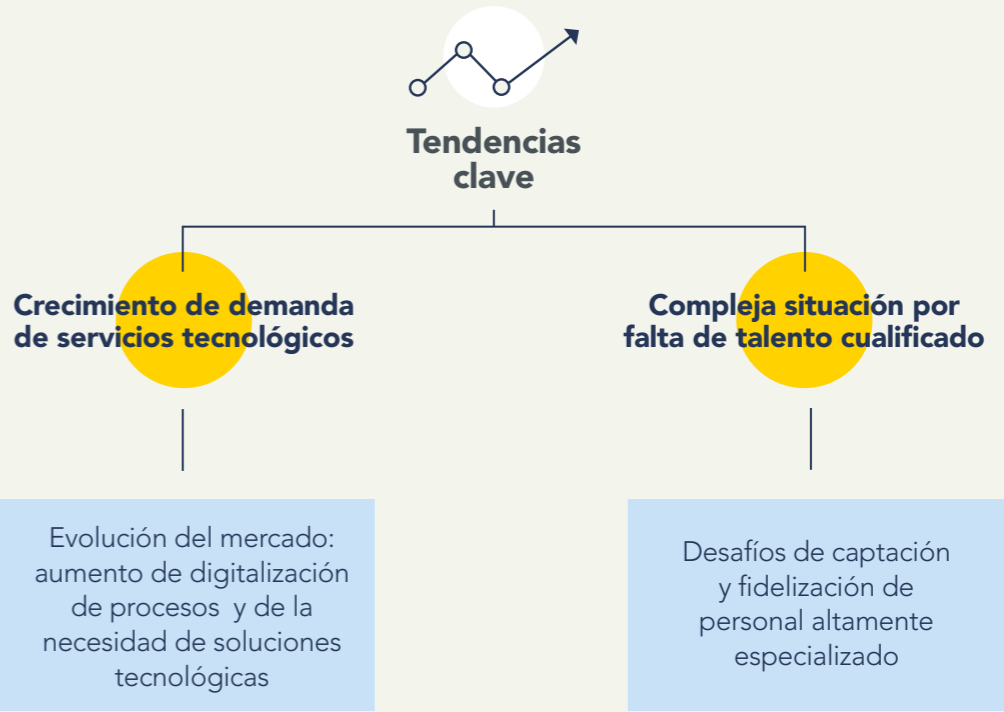 Tendencias
clave
Crecimiento de demanda
de servicios tecnológicos
Evolución del mercado:
aumento de digitalización
de procesos y de la
necesidad de soluciones
tecnológicas
Compleja situación por
falta de talento cualificado
Desafíos de captación
y fidelización de
personal altamente
especializado